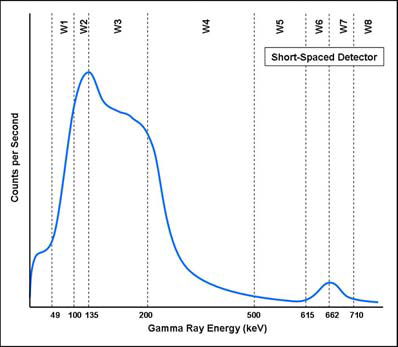 W1 W2 W3 W4 W5 W6 W7 W8
Short-Spaced Detector
Counts per Second
49 100 135 200 500 615 662 710
Gamma Ray Energy (keV)